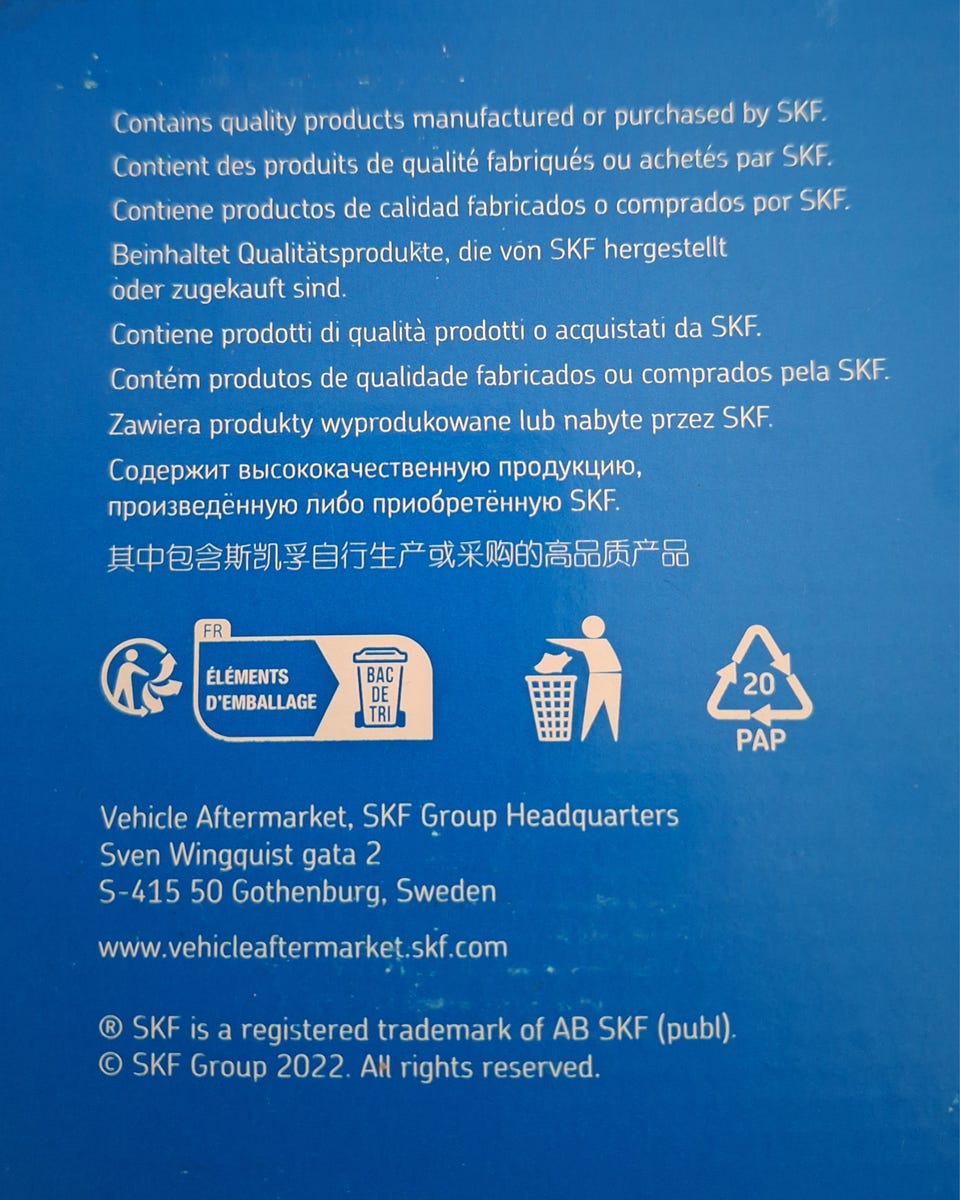 Contains quality products manufactured or purchased by SKF.
Contient des produits de qualité fabriqués ou achetés par SKF.
Contiene productos de calidad fabricados o comprados por SKF.
Beinhaltet Qualitätsprodukte, die von SKF hergestellt
oder zugekauft sind.
Contiene prodotti di qualità prodotti o acquistati da SKF.
Contém produtos de qualidade fabricados ou comprados pela SKF.
Zawiera produkty wyprodukowane lub nabyte przez SKF.
Содержит высококачественную продукцию,
произведённую либо приобретённую SKF.
其中包含斯凯孚自行生产或采购的高品质产品
FR
ÉLÉMENTS
D'EMBALLAGE
BAC
DE
TRI
20
PAP
Vehicle Aftermarket, SKF Group Headquarters
Sven Wingquist gata 2
S-415 50 Gothenburg, Sweden
www.vehicleaftermarket.skf.com
® SKF is a registered trademark of AB SKF (publ).
© SKF Group 2022. All rights reserved.